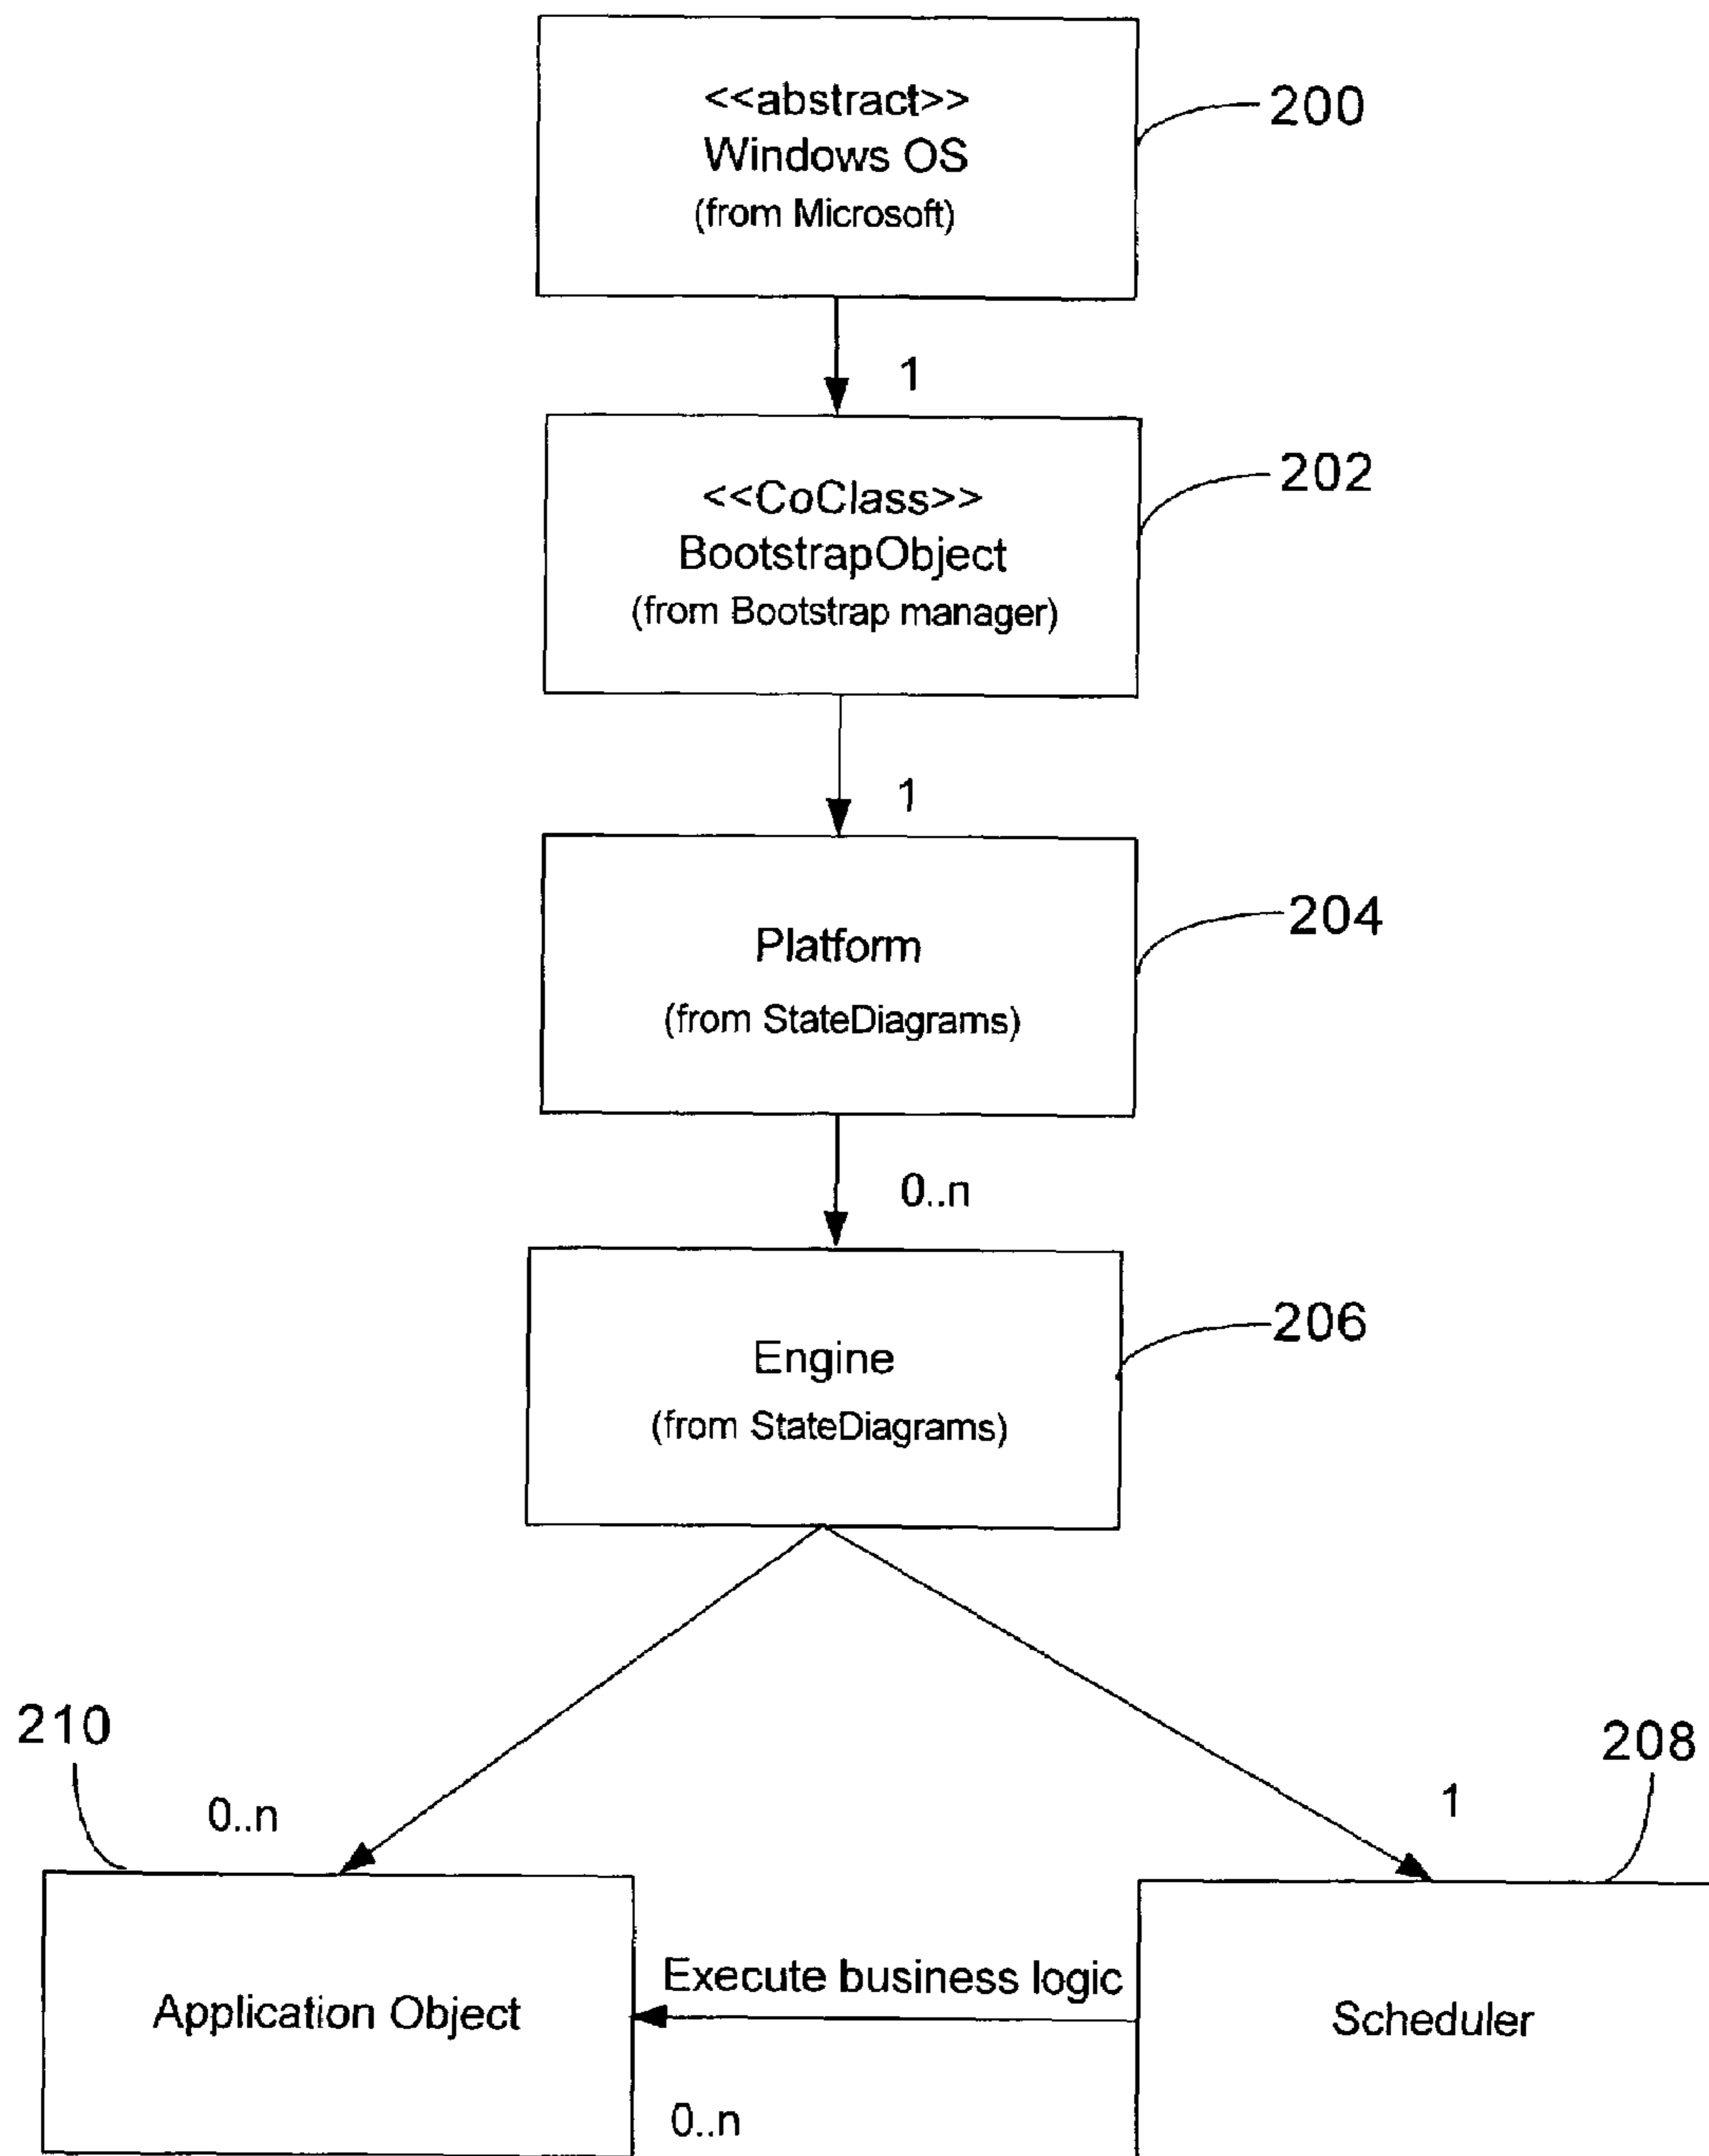 <<abstract>>
Windows OS
(from Microsoft)
200
1
<<CoClass>>
BootstrapObject
(from Bootstrap manager)
202
1
Platform
(from StateDiagrams)
204
0..n
Engine
(from StateDiagrams)
206
210
208
0..n
1
Application Object
Execute business logic
Scheduler
0..n